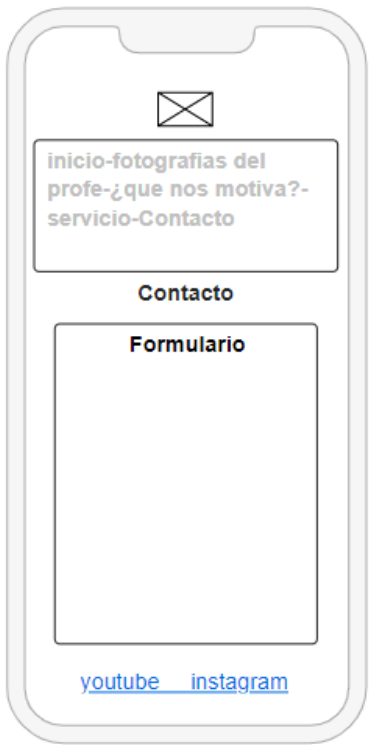 inicio-fotografias del
profe-¿que nos motiva?-
servicio-Contacto
Contacto
Formulario
youtube instagram